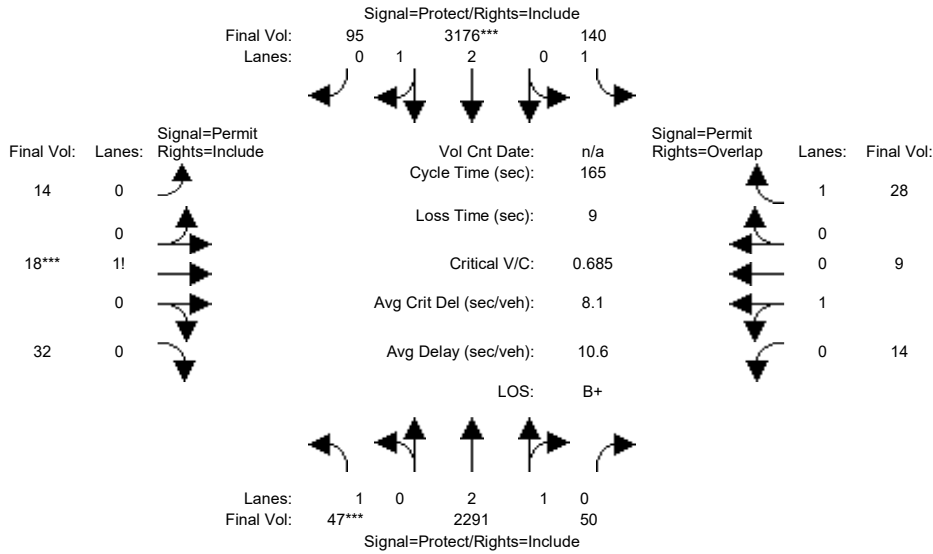 Signal=Protect/Rights=Include
Final Vol: 95 3176*** 140
Lanes: 0 1 2 0 1
Signal=Permit
Final Vol: Lanes: Rights=Include
Vol Cnt Date: n/a
Signal=Permit
Rights=Overlap Lanes: Final Vol:
Cycle Time (sec): 165
14 0
1 28
Loss Time (sec): 9
0
0
18*** 1!
Critical V/C: 0.685
0 9
0
Avg Crit Del (sec/veh): 8.1
1
32 0
Avg Delay (sec/veh): 10.6
0 14
LOS: B+
Lanes: 1 0 2 1 0
Final Vol: 47*** 2291 50
Signal=Protect/Rights=Include